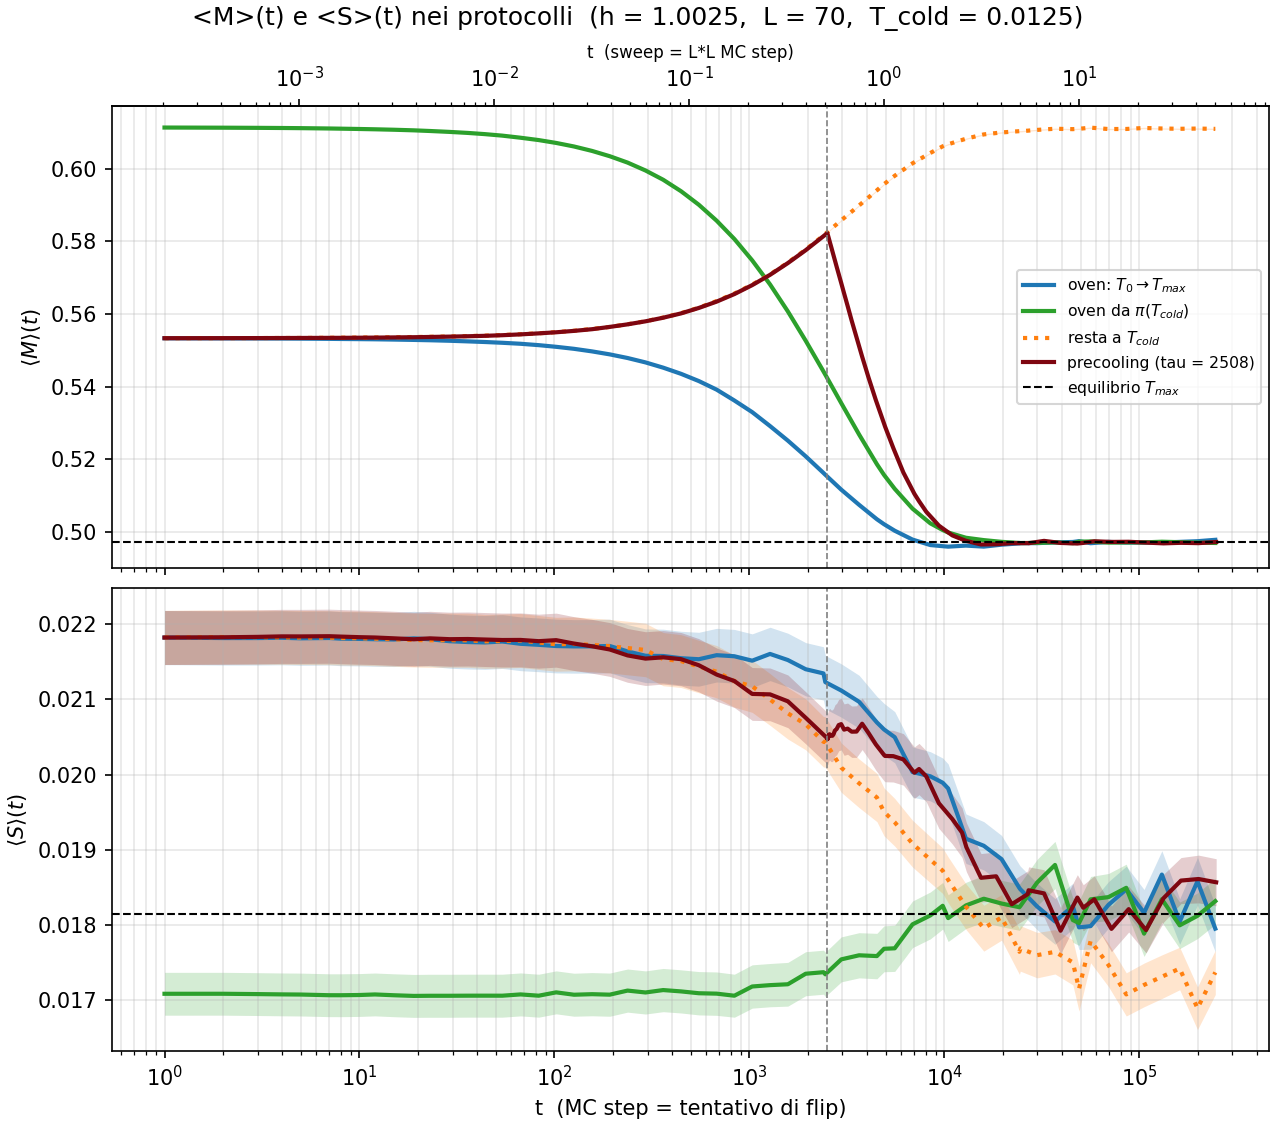 <M>(t) e <S>(t) nei protocolli (h = 1.0025, L = 70, T_cold = 0.0125)
t (sweep = L*L MC step)
10⁻³ 10⁻² 10⁻¹ 10⁰ 10¹
0.60
0.58
0.56
0.54
0.52
0.50
⟨M⟩(t)
oven: T₀ → T_max
oven da π(T_cold)
resta a T_cold
precooling (tau = 2508)
equilibrio T_max
0.022
0.021
0.020
0.019
0.018
0.017
⟨S⟩(t)
10⁰ 10¹ 10² 10³ 10⁴ 10⁵
t (MC step = tentativo di flip)